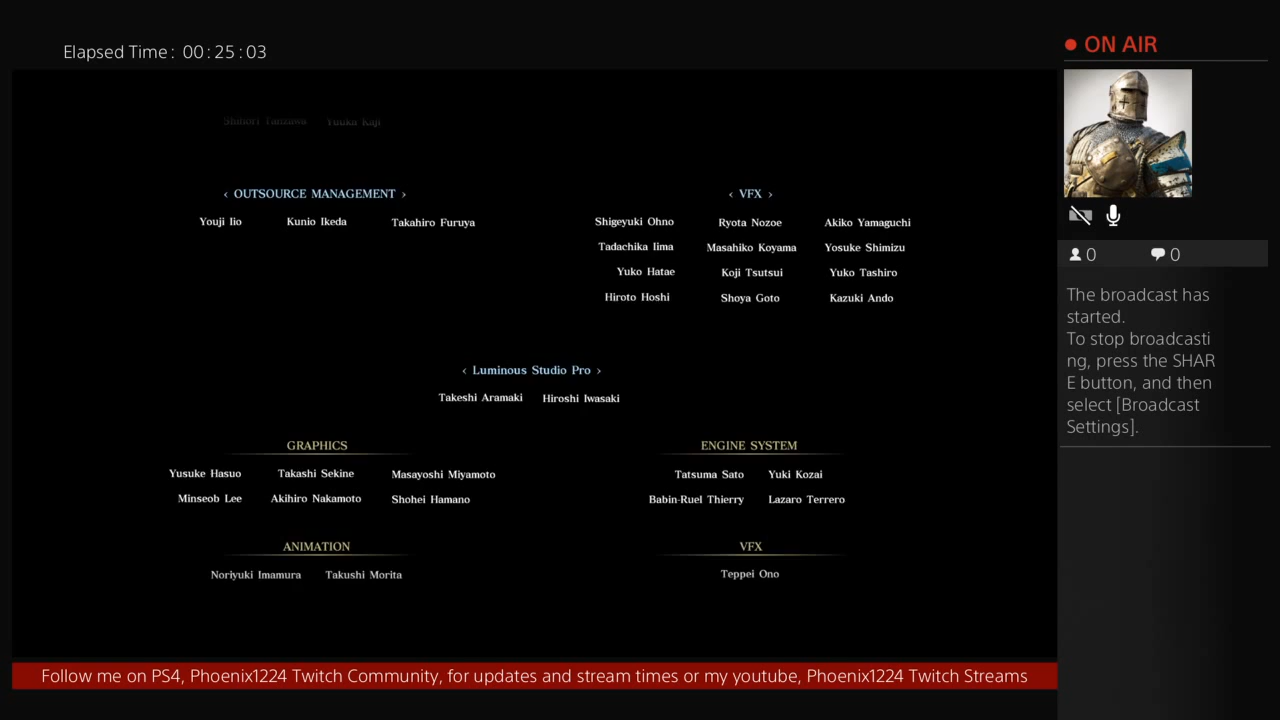 Elapsed Time: 00:25:03
ON AIR
Shihori Tanzawa Yuuka Kaji
‹ OUTSOURCE MANAGEMENT ›
Youji Iio Kunio Ikeda Takahiro Furuya
‹ VFX ›
Shigeyuki Ohno Ryota Nozoe Akiko Yamaguchi
Tadachika Iima Masahiko Koyama Yosuke Shimizu
Yuko Hatae Koji Tsutsui Yuko Tashiro
Hiroto Hoshi Shoya Goto Kazuki Ando
‹ Luminous Studio Pro ›
Takeshi Aramaki Hiroshi Iwasaki
GRAPHICS
Yusuke Hasuo Takashi Sekine Masayoshi Miyamoto
Minseob Lee Akihiro Nakamoto Shohei Hamano
ENGINE SYSTEM
Tatsuma Sato Yuki Kozai
Babin-Ruel Thierry Lazaro Terrero
ANIMATION
Noriyuki Imamura Takushi Morita
VFX
Teppei Ono
0 0
The broadcast has
started.
To stop broadcasti
ng, press the SHAR
E button, and then
select [Broadcast
Settings].
Follow me on PS4, Phoenix1224 Twitch Community, for updates and stream times or my youtube, Phoenix1224 Twitch Streams